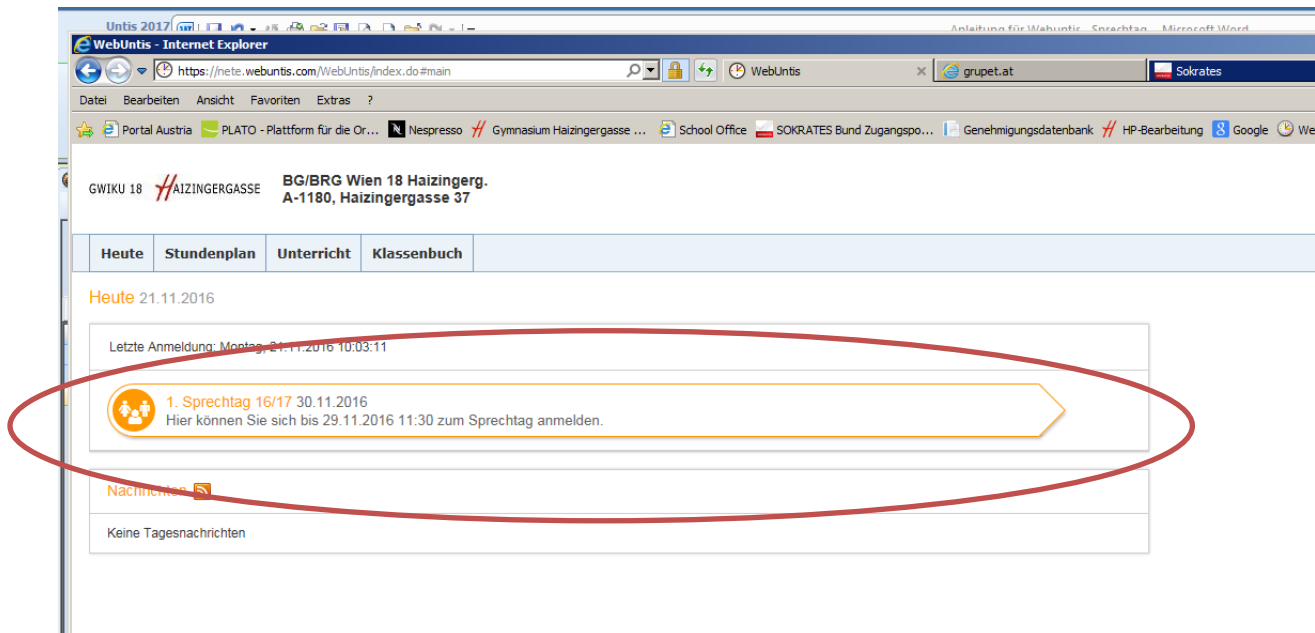 Untis 2017
Anleitung für Webuntis Sprechtag Microsoft Word
WebUntis - Internet Explorer
https://nete.webuntis.com/WebUntis/index.do#main
WebUntis
grupet.at
Sokrates
Datei Bearbeiten Ansicht Favoriten Extras ?
Portal Austria PLATO - Plattform für die Or... Nespresso Gymnasium Haizingergasse ... School Office SOKRATES Bund Zugangspo... Genehmigungsdatenbank HP-Bearbeitung Google We
GWIKU 18 HAIZINGERGASSE
BG/BRG Wien 18 Haizingerg.
A-1180, Haizingergasse 37
Heute Stundenplan Unterricht Klassenbuch
Heute 21.11.2016
Letzte Anmeldung: Montag, 21.11.2016 10:03:11
1. Sprechtag 16/17 30.11.2016
Hier können Sie sich bis 29.11.2016 11:30 zum Sprechtag anmelden.
Nachrichten
Keine Tagesnachrichten